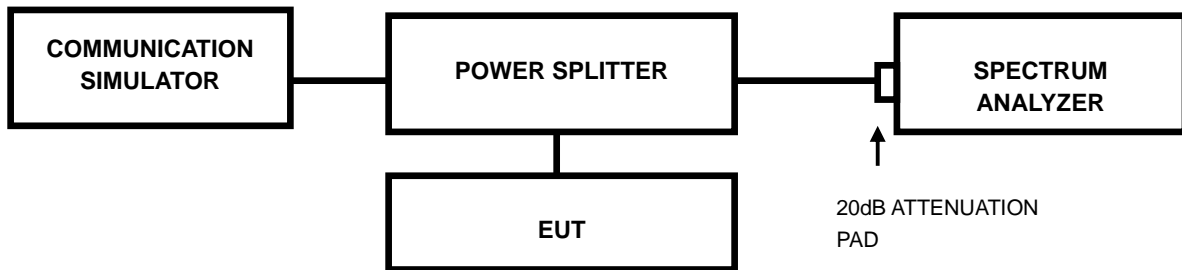 COMMUNICATION
SIMULATOR
POWER SPLITTER
SPECTRUM
ANALYZER
EUT
20dB ATTENUATION
PAD